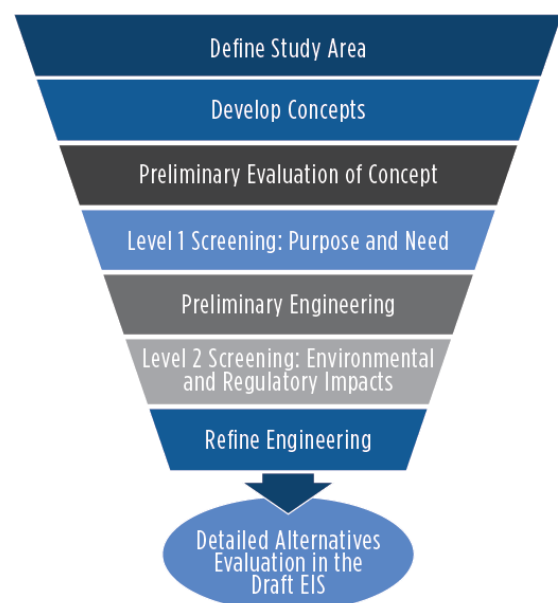 Define Study Area
Develop Concepts
Preliminary Evaluation of Concept
Level 1 Screening: Purpose and Need
Preliminary Engineering
Level 2 Screening: Environmental
and Regulatory Impacts
Refine Engineering
Detailed Alternatives
Evaluation in the
Draft EIS